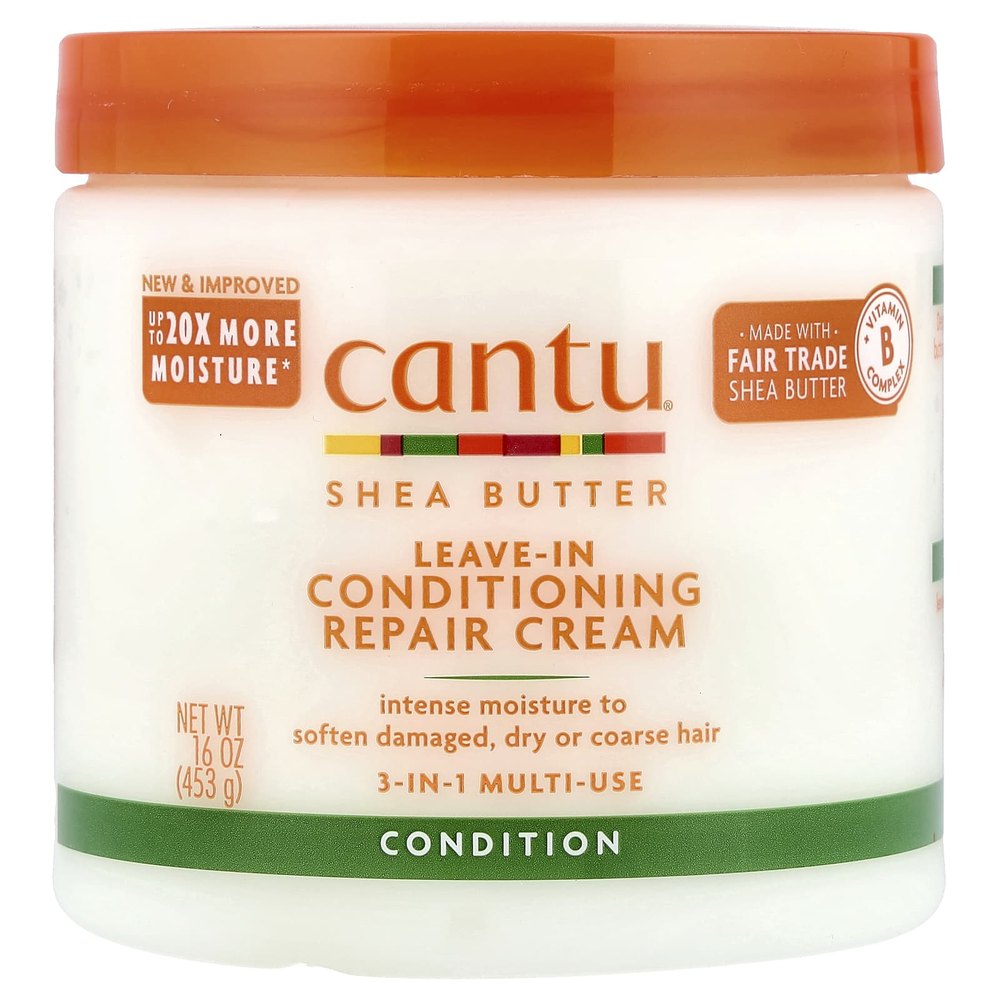 NEW & IMPROVED
UP TO 20X MORE
MOISTURE*
cantu®
SHEA BUTTER
· MADE WITH ·
FAIR TRADE
SHEA BUTTER
VITAMIN
B
COMPLEX
LEAVE-IN
CONDITIONING
REPAIR CREAM
intense moisture to
soften damaged, dry or coarse hair
3-IN-1 MULTI-USE
NET WT
16 OZ
(453 g)
CONDITION